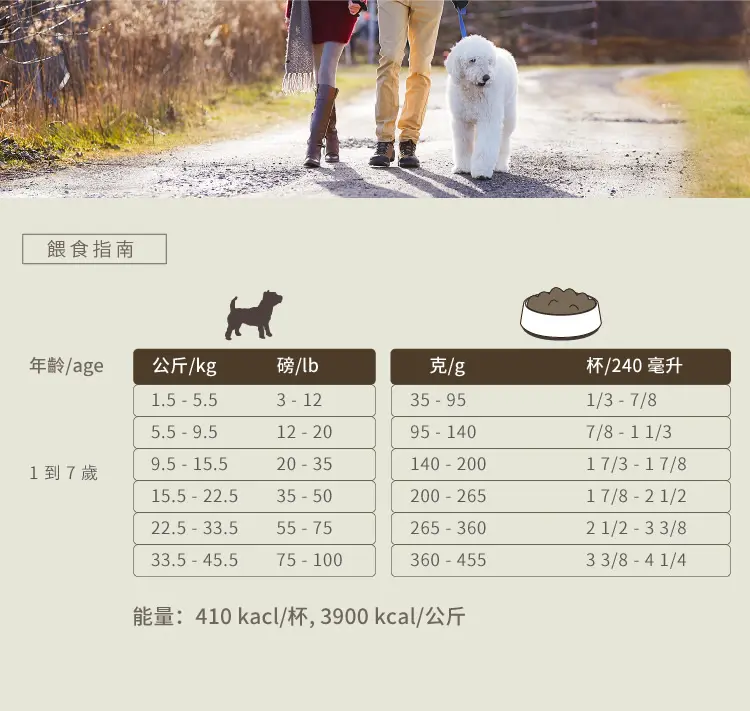 餵食指南
年齡/age 公斤/kg 磅/lb 克/g 杯/240 毫升
1.5 - 5.5 3 - 12 35 - 95 1/3 - 7/8
5.5 - 9.5 12 - 20 95 - 140 7/8 - 1 1/3
9.5 - 15.5 20 - 35 140 - 200 1 7/3 - 1 7/8
1 到 7 歲
15.5 - 22.5 35 - 50 200 - 265 1 7/8 - 2 1/2
22.5 - 33.5 55 - 75 265 - 360 2 1/2 - 3 3/8
33.5 - 45.5 75 - 100 360 - 455 3 3/8 - 4 1/4
能量：410 kacl/杯, 3900 kcal/公斤